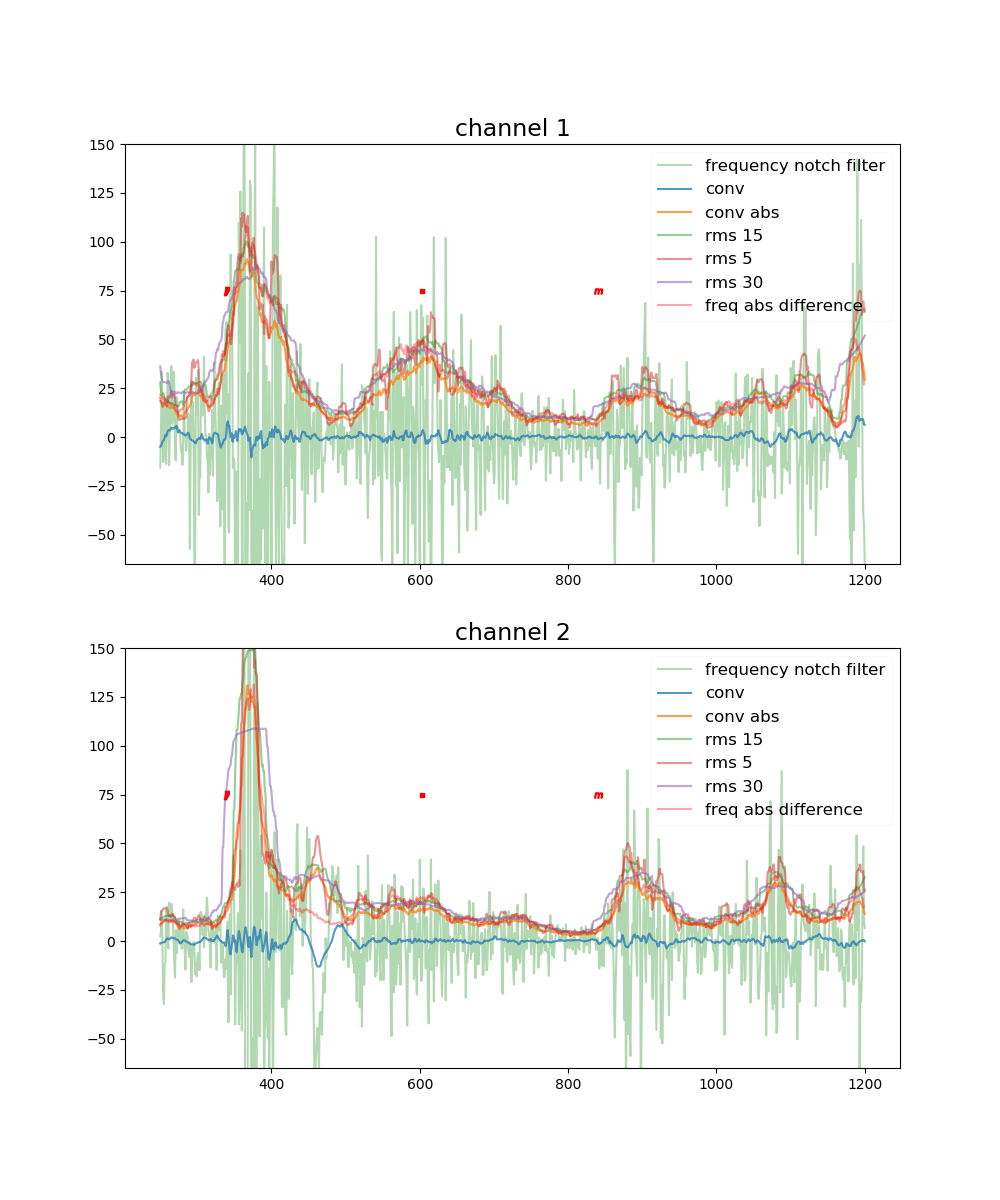 channel 1
150
125
100
75
50
25
0
−25
−50
400 600 800 1000 1200
frequency notch filter
conv
conv abs
rms 15
rms 5
rms 30
freq abs difference
, . m
channel 2
150
125
100
75
50
25
0
−25
−50
400 600 800 1000 1200
frequency notch filter
conv
conv abs
rms 15
rms 5
rms 30
freq abs difference
, . m